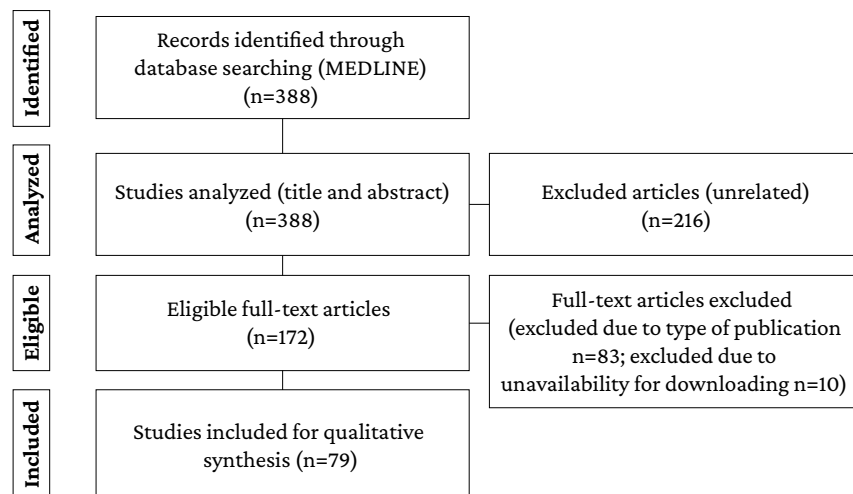 Identified
Records identified through
database searching (MEDLINE)
(n=388)
Analyzed
Studies analyzed (title and abstract)
(n=388)
Excluded articles (unrelated)
(n=216)
Eligible
Eligible full-text articles
(n=172)
Full-text articles excluded
(excluded due to type of publication
n=83; excluded due to
unavailability for downloading n=10)
Included
Studies included for qualitative
synthesis (n=79)